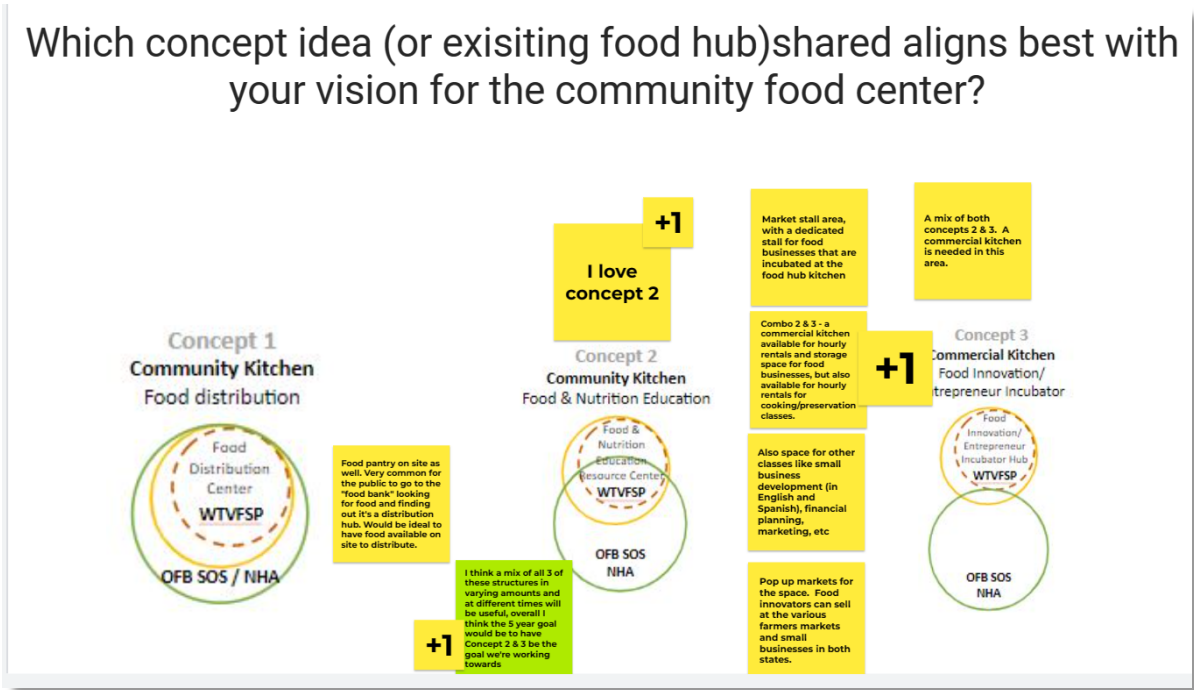 Which concept idea (or exisiting food hub)shared aligns best with
your vision for the community food center?
Concept 1
Community Kitchen
Food distribution
Food
Distribution
Center
WTVFSP
OFB SOS / NHA
Food pantry on site as
well. Very common for
the public to go to the
"food bank" looking
for food and finding
out it's a distribution
hub. Would be ideal to
have food available on
site to distribute.
+1
I think a mix of all 3 of
these structures in
varying amounts and
at different times will
be useful, overall I
think the 5 year goal
would be to have
Concept 2 & 3 be the
goal we're working
towards
+1
I love
concept 2
Concept 2
Community Kitchen
Food & Nutrition Education
Food &
Nutrition
Education
Resource Center
WTVFSP
OFB SOS
NHA
Market stall area,
with a dedicated
stall for food
businesses that are
incubated at the
food hub kitchen
Combo 2 & 3 - a
commercial kitchen
available for hourly
rentals and storage
space for food
businesses, but also
available for hourly
rentals for
cooking/preservation
classes.
+1
Also space for other
classes like small
business
development (in
English and
Spanish), financial
planning,
marketing, etc
Pop up markets for
the space. Food
innovators can sell
at the various
farmers markets
and small
businesses in both
states.
A mix of both
concepts 2 & 3. A
commercial kitchen
is needed in this
area.
Concept 3
Commercial Kitchen
Food Innovation/
trepreneur Incubator
Food
Innovation/
Entrepreneur
Incubator Hub
WTVFSP
OFB SOS
NHA